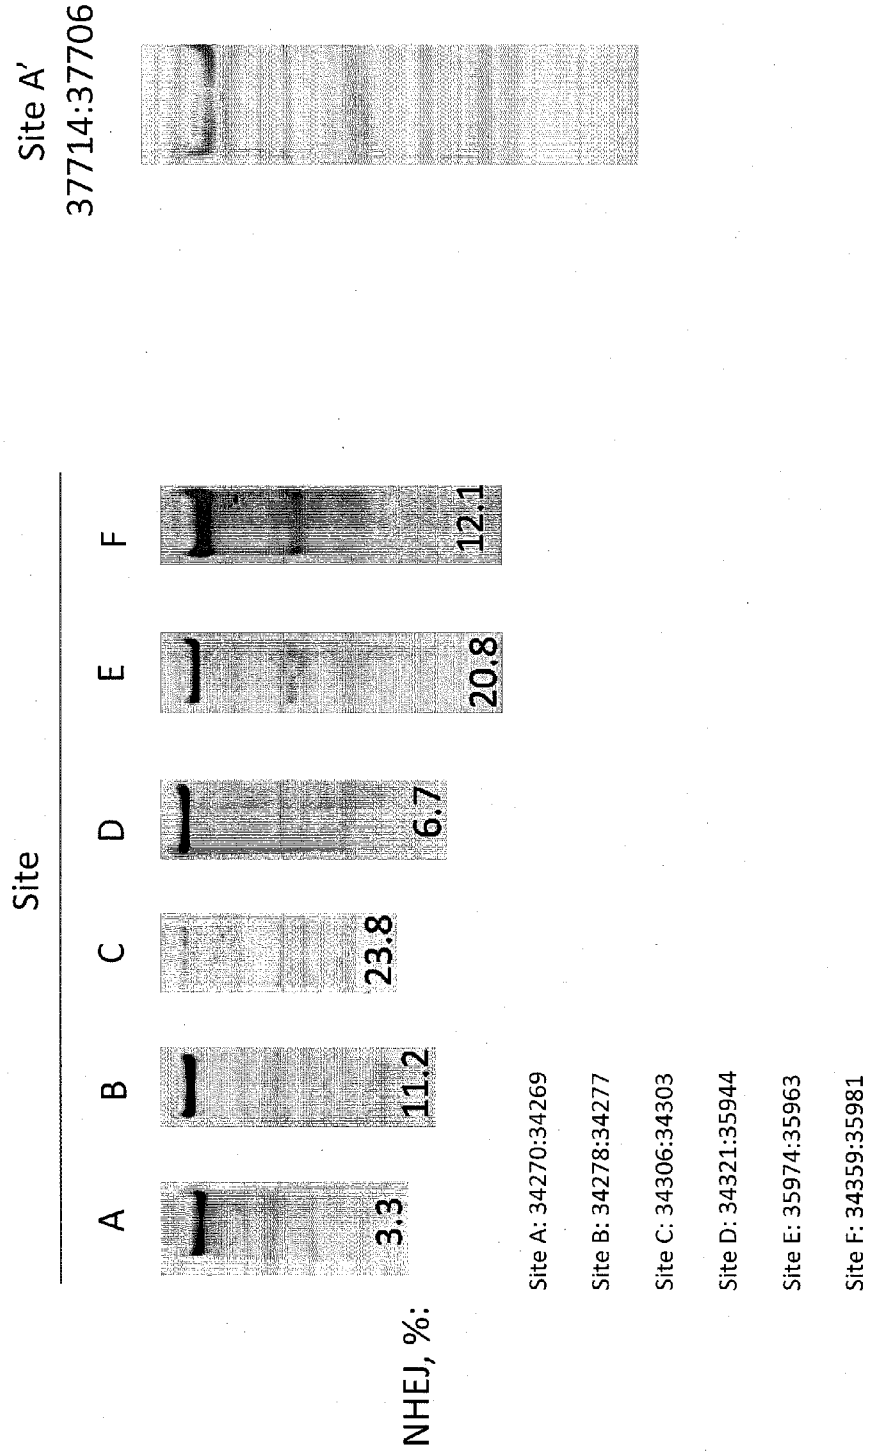 Site
A B C D E F
NHEJ, %: 3.3 11.2 23.8 6.7 20.8 12.1
Site A: 34270:34269
Site B: 34278:34277
Site C: 34306:34303
Site D: 34321:35944
Site E: 35974:35963
Site F: 34359:35981
Site A'
37714:37706